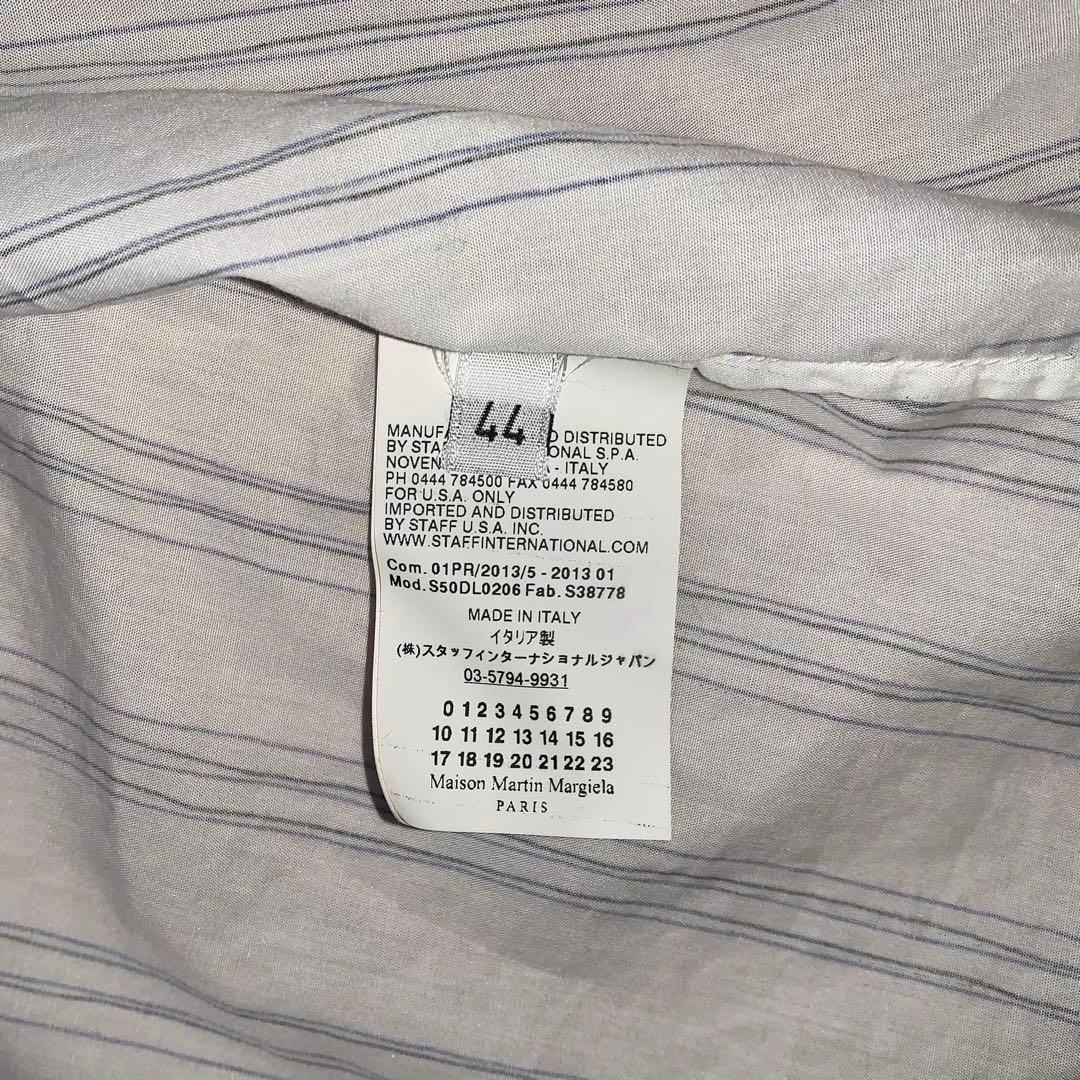 44
DISTRIBUTED
BY ONAL S.P.A.
- ITALY
PH 0444 784500 FAX 0444 784580
FOR U.S.A. ONLY
IMPORTED AND DISTRIBUTED
BY STAFF U.S.A. INC.
WWW.STAFFINTERNATIONAL.COM
Com. 01PR/2013/5 - 2013 01
Mod. S50DL0206 Fab. S38778
MADE IN ITALY
イタリア製
(株)スタッフインターナショナルジャパン
03-5794-9931
0 1 2 3 4 5 6 7 8 9
10 11 12 13 14 15 16
17 18 19 20 21 22 23
Maison Martin Margiela
PARIS